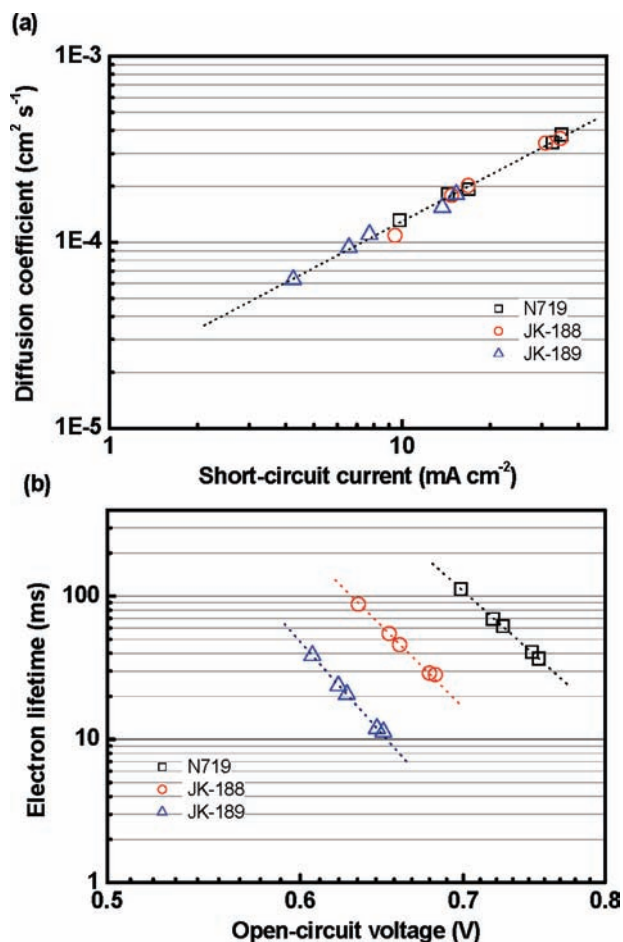 (a)
1E-3
1E-4
1E-5
Diffusion coefficient (cm² s⁻¹)
N719
JK-188
JK-189
1
10
Short-circuit current (mA cm⁻²)
(b)
100
10
1
Electron lifetime (ms)
N719
JK-188
JK-189
0.5
0.6
0.7
0.8
Open-circuit voltage (V)